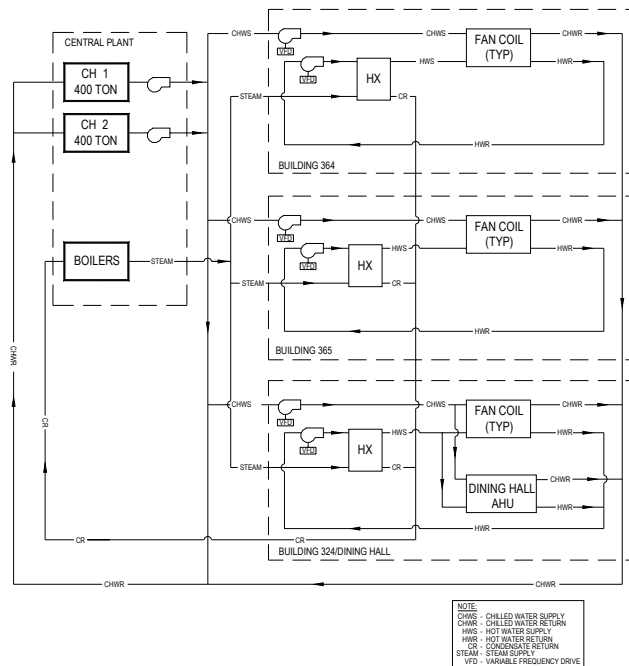 CENTRAL PLANT
CH 1
400 TON
CH 2
400 TON
BOILERS
STEAM
CHWR
CR
CR
CHWR
CHWR
CHWS
VFD
CHWS
FAN COIL
(TYP)
CHWR
VFD
HX
HWS
HWR
STEAM
CR
HWR
BUILDING 364
CHWS
VFD
CHWS
FAN COIL
(TYP)
CHWR
VFD
HX
HWS
HWR
STEAM
CR
HWR
BUILDING 365
CHWS
VFD
CHWS
FAN COIL
(TYP)
CHWR
VFD
HX
HWS
HWR
STEAM
CR
DINING HALL
AHU
CHWR
HWR
HWR
BUILDING 324/DINING HALL
NOTE:
CHWS - CHILLED WATER SUPPLY
CHWR - CHILLED WATER RETURN
HWS - HOT WATER SUPPLY
HWR - HOT WATER RETURN
CR - CONDENSATE RETURN
STEAM - STEAM SUPPLY
VFD - VARIABLE FREQUENCY DRIVE